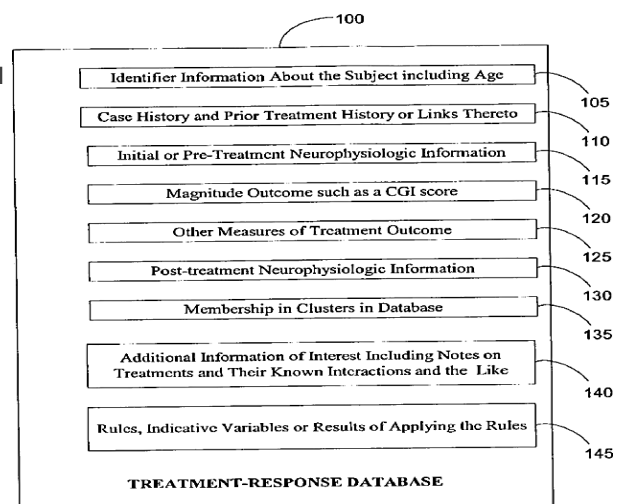 100
Identifier Information About the Subject including Age
105
Case History and Prior Treatment History or Links Thereto
110
Initial or Pre-Treatment Neurophysiologic Information
115
Magnitude Outcome such as a CGI score
120
Other Measures of Treatment Outcome
125
Post-treatment Neurophysiologic Information
130
Membership in Clusters in Database
135
Additional Information of Interest Including Notes on
Treatments and Their Known Interactions and the Like
140
Rules, Indicative Variables or Results of Applying the Rules
145
TREATMENT-RESPONSE DATABASE